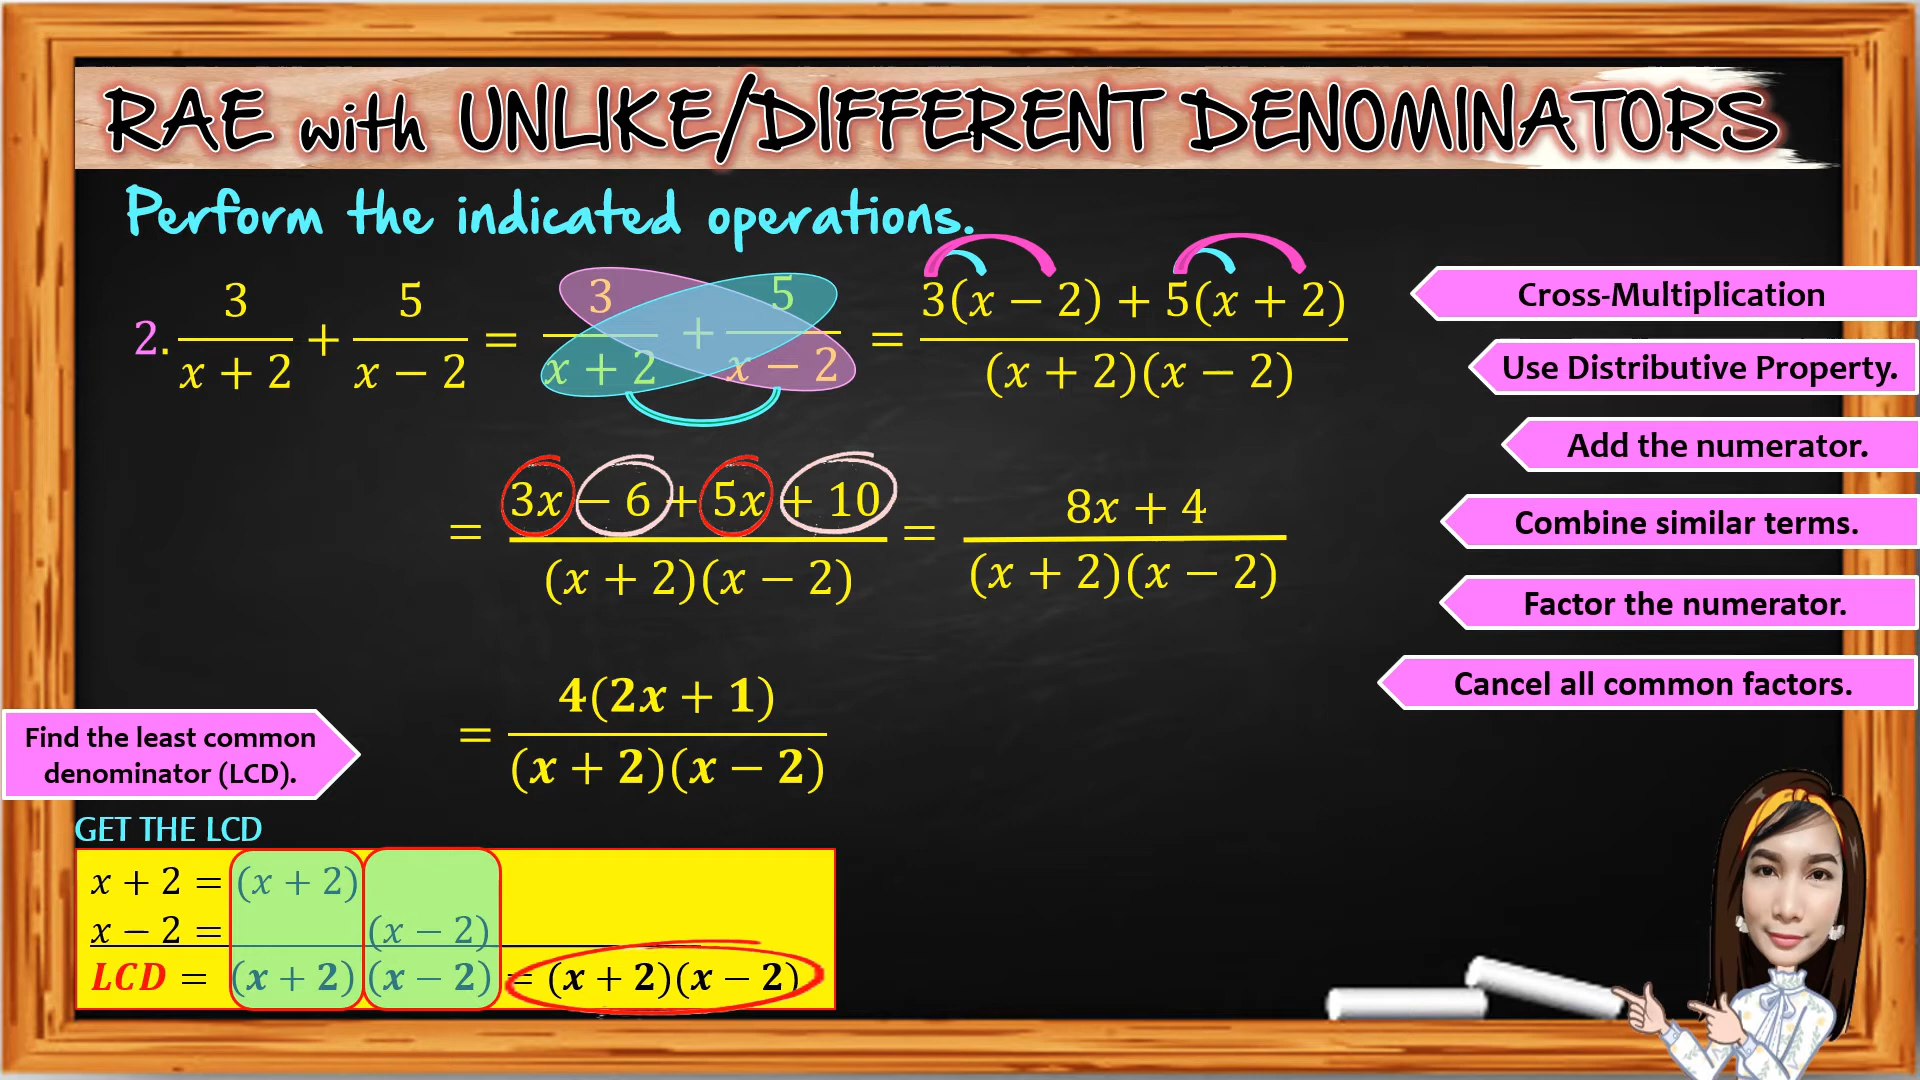 RAE with UNLIKE/DIFFERENT DENOMINATORS
Perform the indicated operations.
2. 3/(x + 2) + 5/(x − 2) = 3/(x + 2) + 5/(x − 2) = (3(x − 2) + 5(x + 2))/((x + 2)(x − 2))
= (3x − 6 + 5x + 10)/((x + 2)(x − 2)) = (8x + 4)/((x + 2)(x − 2))
= 4(2x + 1)/((x + 2)(x − 2))
Cross-Multiplication
Use Distributive Property.
Add the numerator.
Combine similar terms.
Factor the numerator.
Cancel all common factors.
Find the least common
denominator (LCD).
GET THE LCD
x + 2 = (x + 2)
x − 2 = (x − 2)
LCD = (x + 2) (x − 2) = (x + 2)(x − 2)